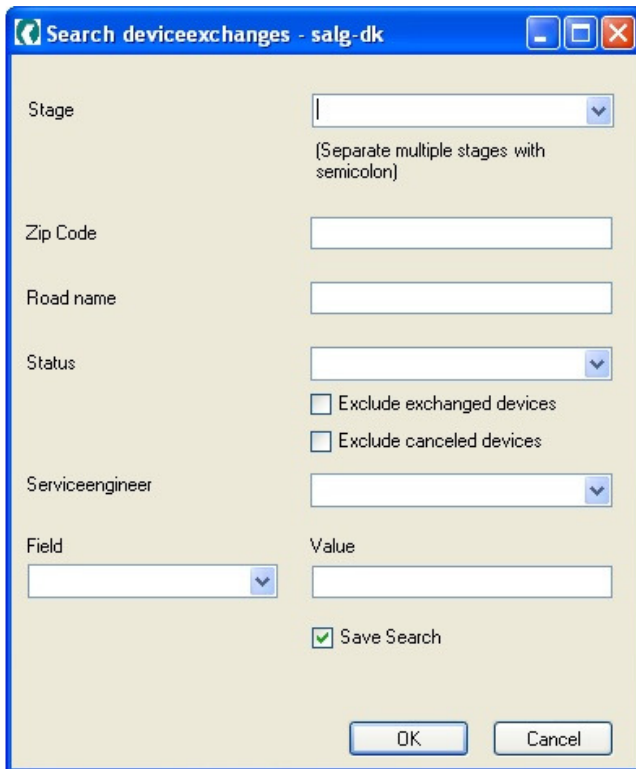 Search deviceexchanges - salg-dk
Stage
(Separate multiple stages with
semicolon)
Zip Code
Road name
Status
Exclude exchanged devices
Exclude canceled devices
Serviceengineer
Field Value
Save Search
OK Cancel